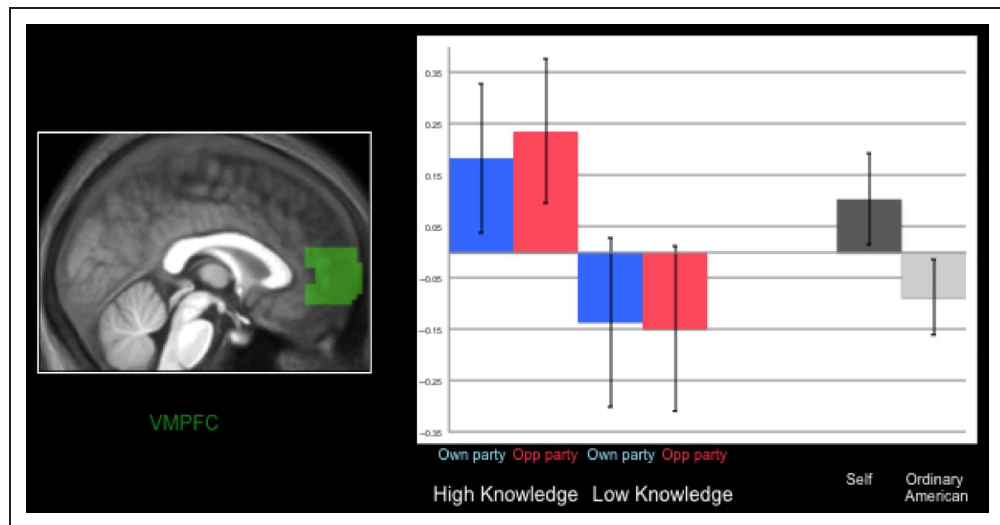 0.35
0.25
0.15
0.05
-0.05
-0.15
-0.25
-0.35
Own party Opp party Own party Opp party
High Knowledge Low Knowledge
Self Ordinary
American
VMPFC